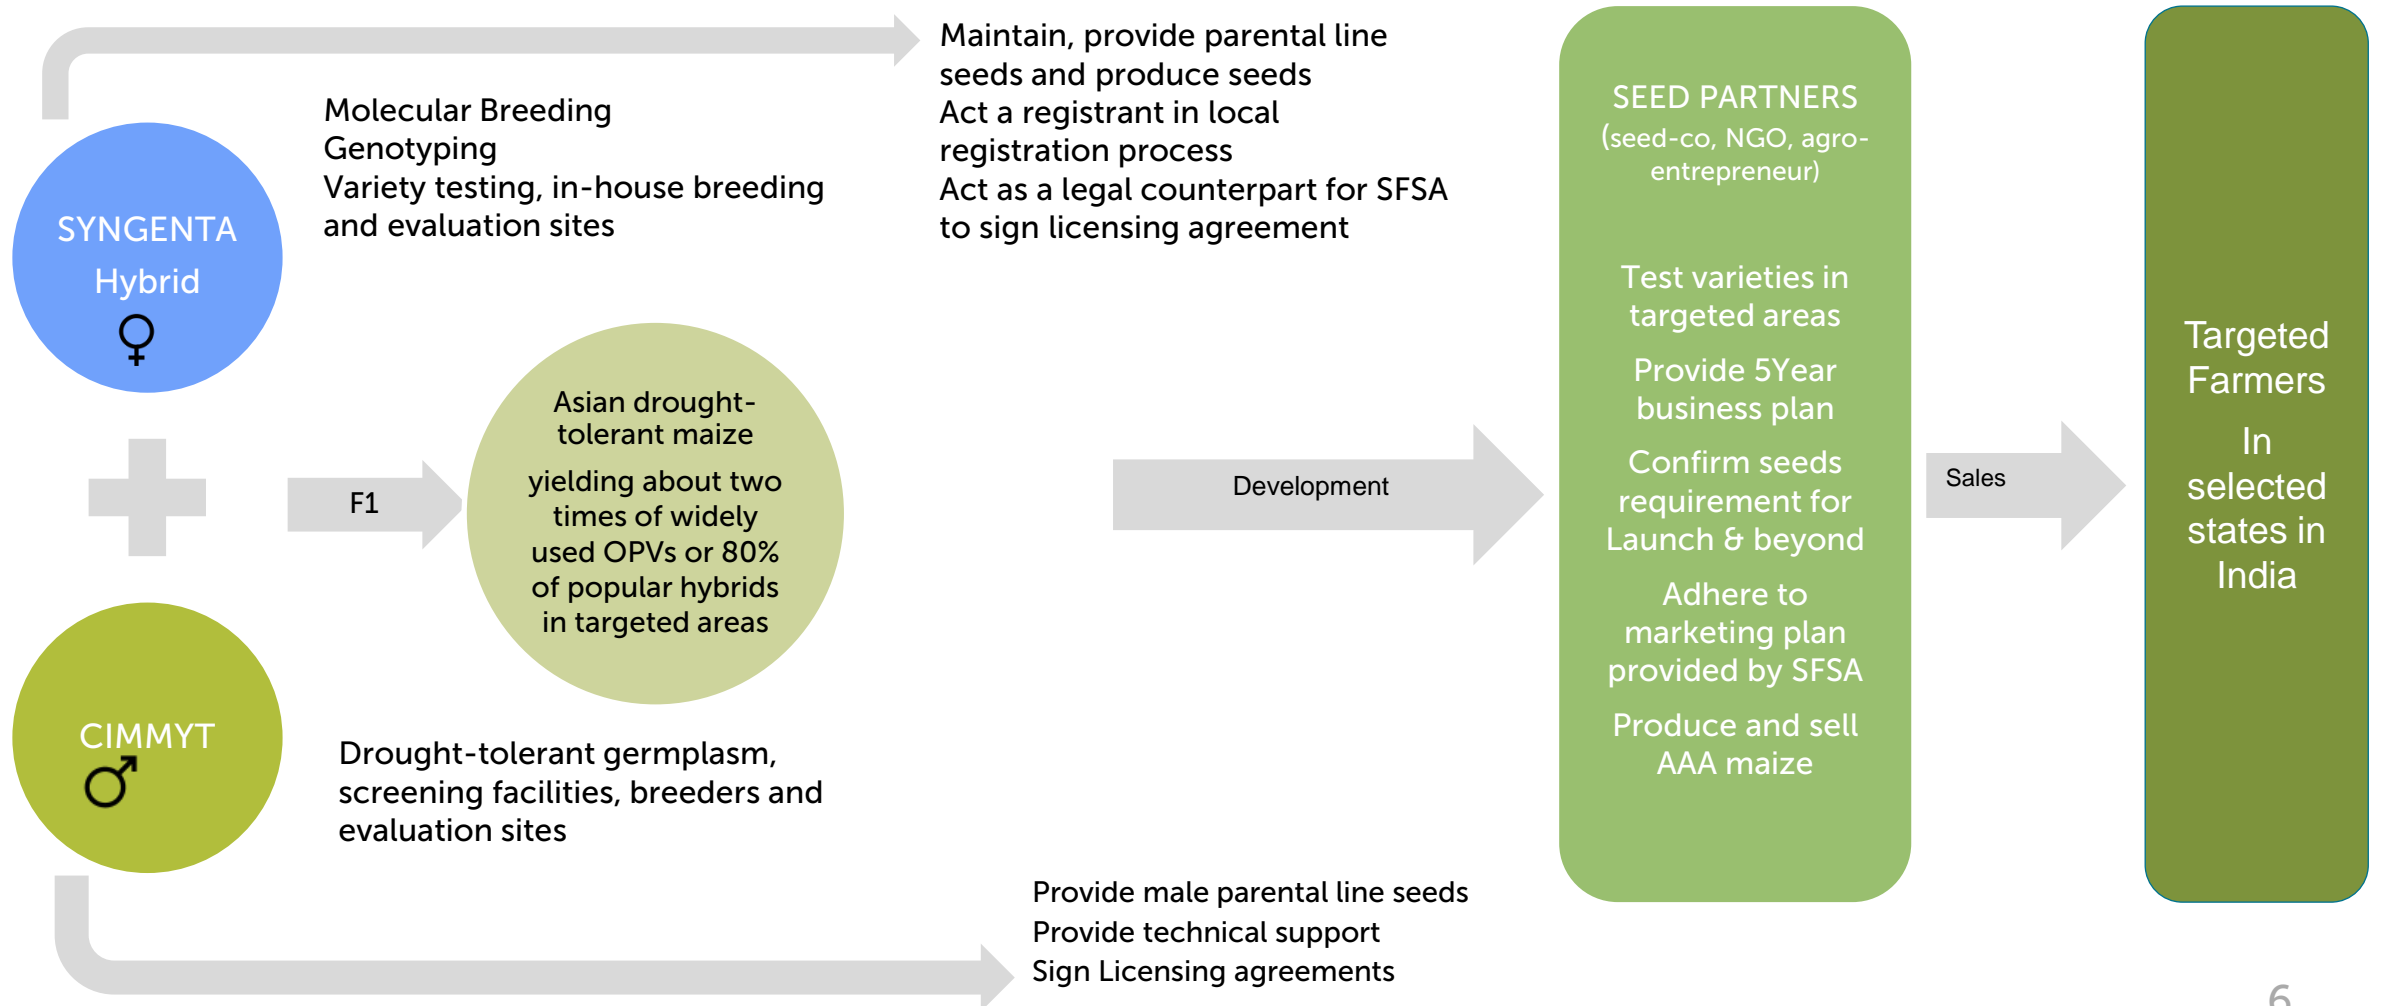 Maintain, provide parental line
seeds and produce seeds
Act a registrant in local
registration process
Act as a legal counterpart for SFSA
to sign licensing agreement
Molecular Breeding
Genotyping
Variety testing, in-house breeding
and evaluation sites
SYNGENTA
Hybrid
♀
F1
Asian drought-
tolerant maize
yielding about two
times of widely
used OPVs or 80%
of popular hybrids
in targeted areas
Development
CIMMYT
♂
Drought-tolerant germplasm,
screening facilities, breeders and
evaluation sites
Provide male parental line seeds
Provide technical support
Sign Licensing agreements
SEED PARTNERS
(seed-co, NGO, agro-
entrepreneur)
Test varieties in
targeted areas
Provide 5Year
business plan
Confirm seeds
requirement for
Launch & beyond
Adhere to
marketing plan
provided by SFSA
Produce and sell
AAA maize
Sales
Targeted
Farmers
In
selected
states in
India
6